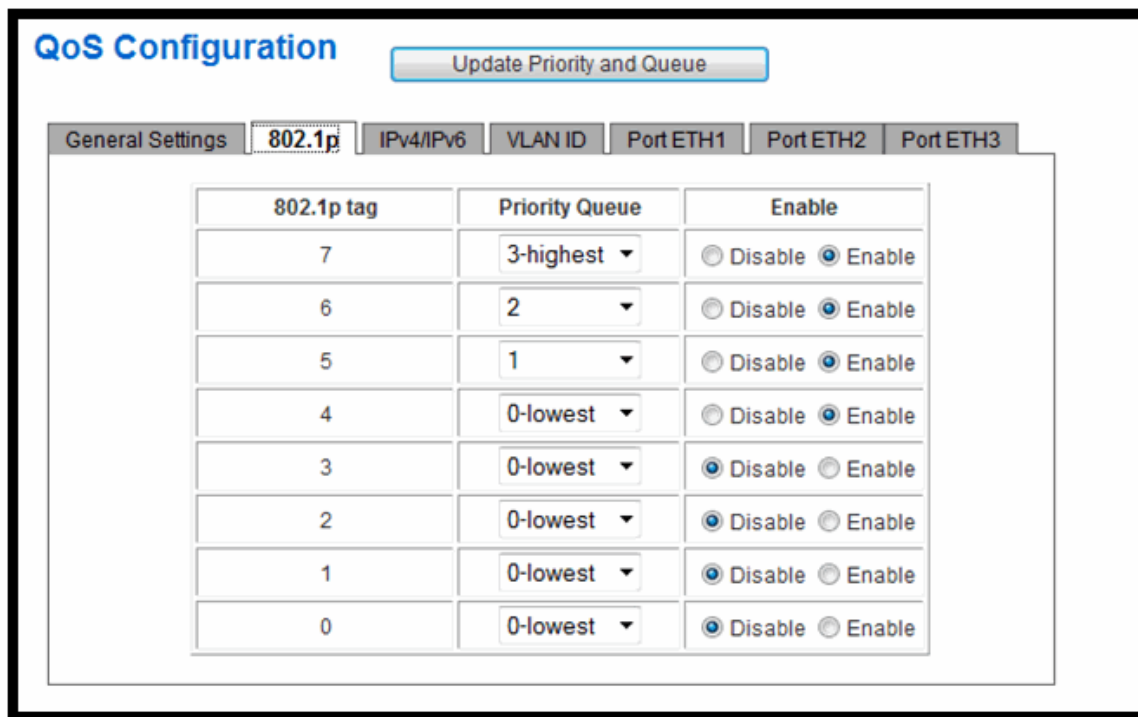 QoS Configuration
Update Priority and Queue
General Settings 802.1p IPv4/IPv6 VLAN ID Port ETH1 Port ETH2 Port ETH3
802.1p tag Priority Queue Enable
7 3-highest Disable Enable
6 2 Disable Enable
5 1 Disable Enable
4 0-lowest Disable Enable
3 0-lowest Disable Enable
2 0-lowest Disable Enable
1 0-lowest Disable Enable
0 0-lowest Disable Enable